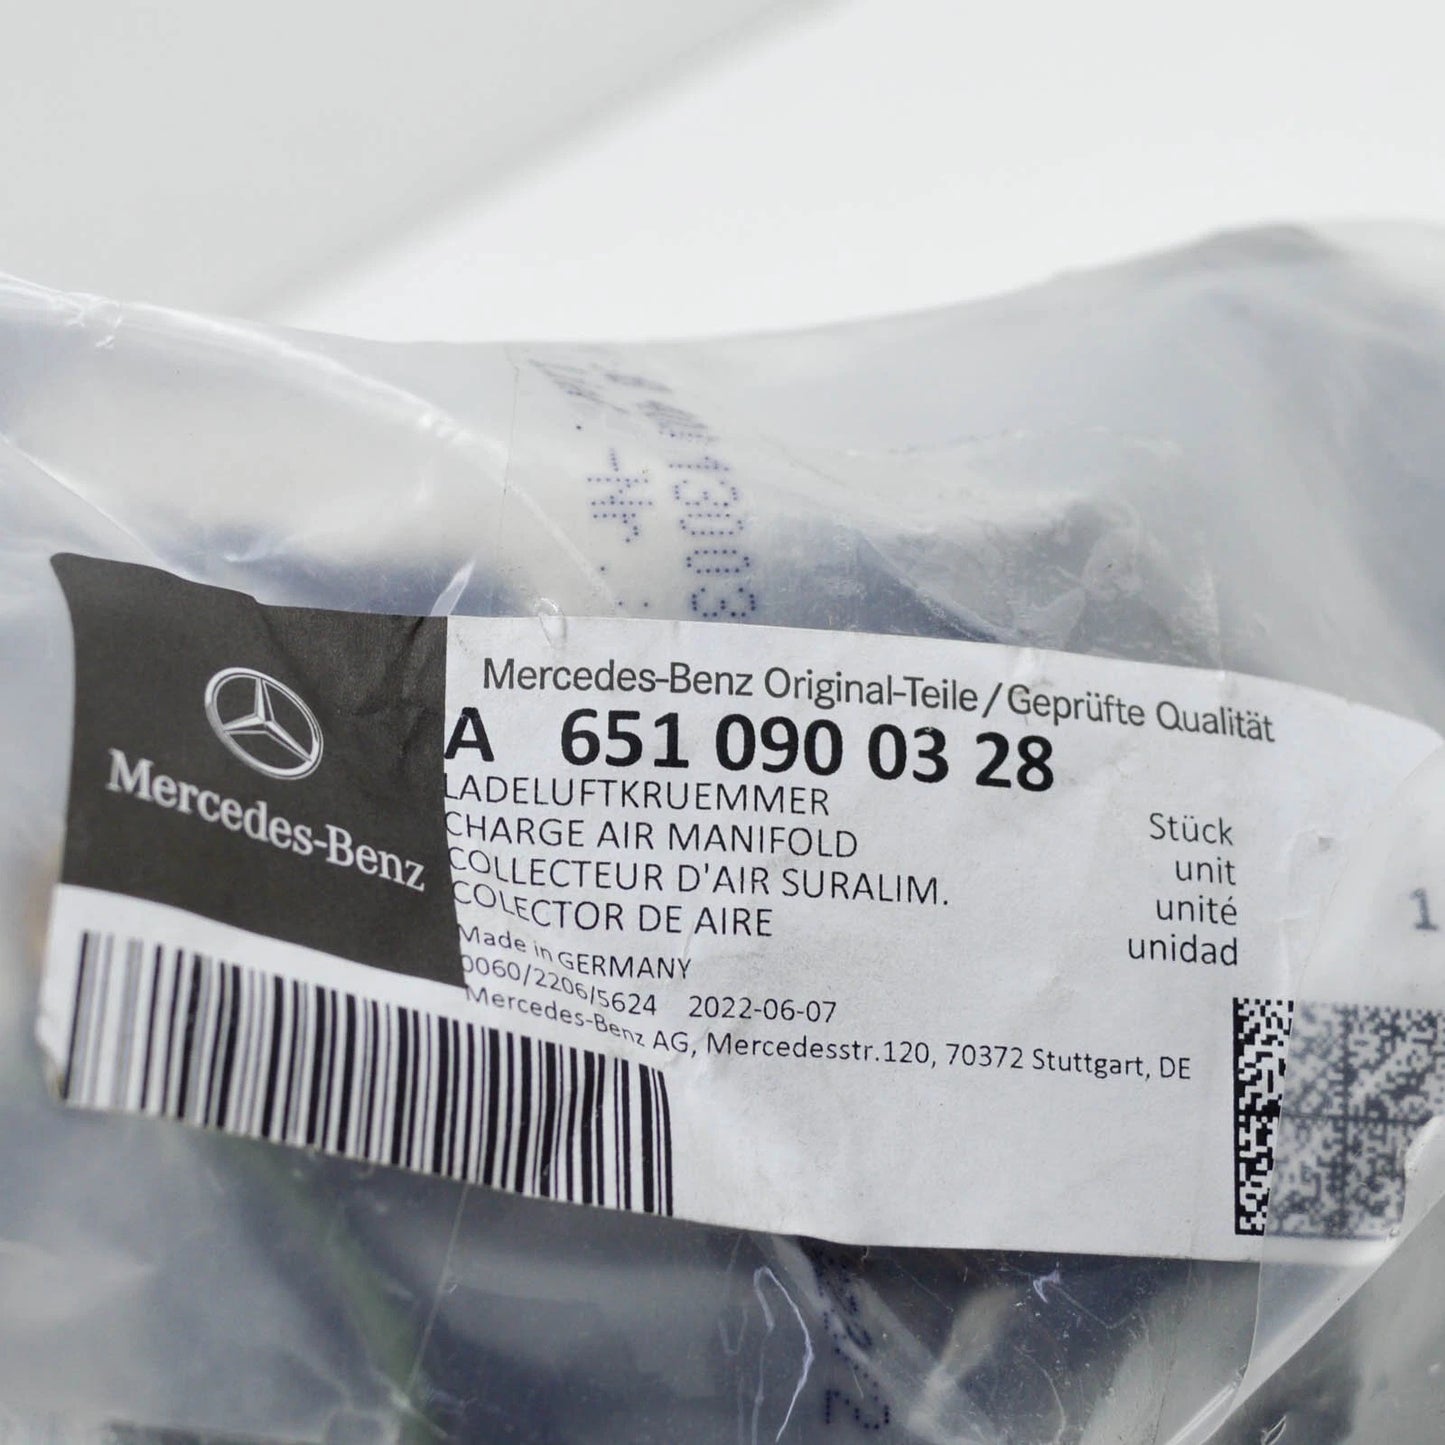 Mercedes-Benz
Mercedes-Benz Original-Teile/Geprüfte Qualität
A 651 090 03 28
LADELUFTKRUEMMER
CHARGE AIR MANIFOLD
COLLECTEUR D'AIR SURALIM.
COLECTOR DE AIRE
Stück
unit
unité
unidad
1
Made in GERMANY
0060/2206/5624 2022-06-07
Mercedes-Benz AG, Mercedesstr.120, 70372 Stuttgart, DE